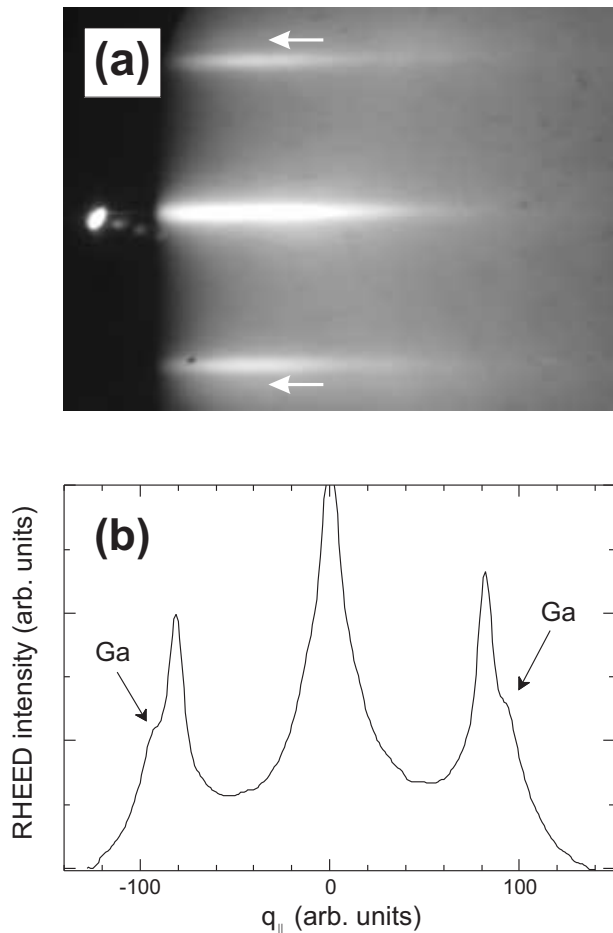 (a)
(b)
Ga
Ga
RHEED intensity (arb. units)
-100
0
100
q|| (arb. units)